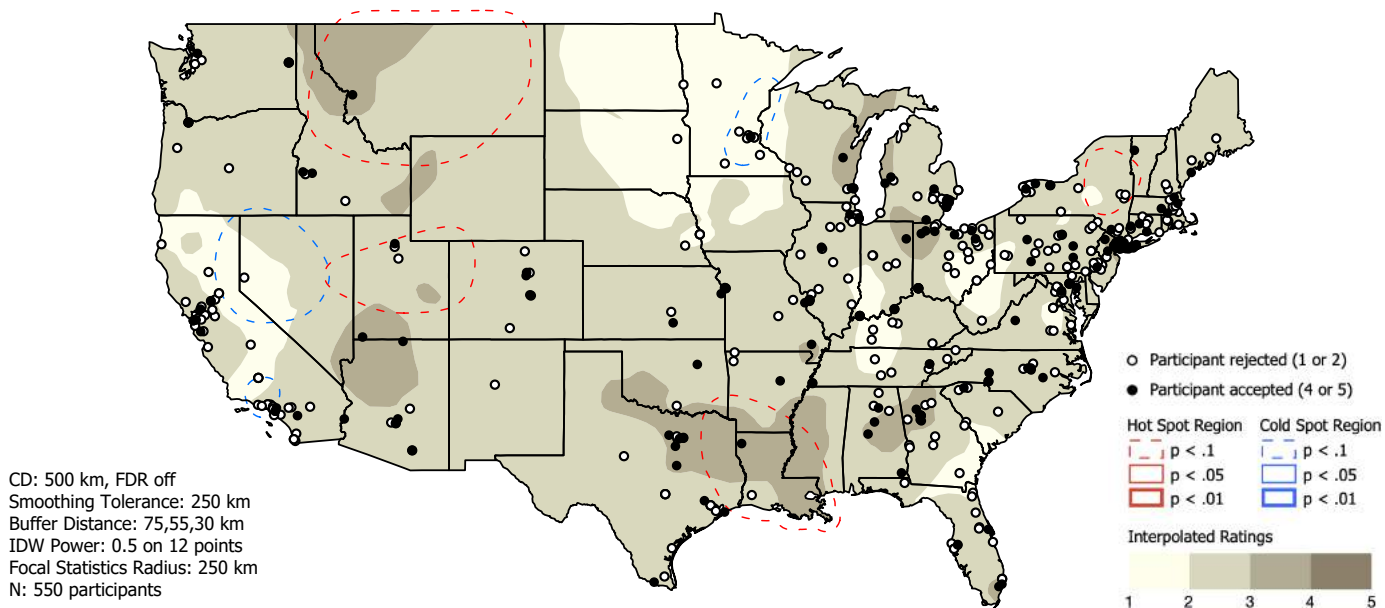 CD: 500 km, FDR off
Smoothing Tolerance: 250 km
Buffer Distance: 75,55,30 km
IDW Power: 0.5 on 12 points
Focal Statistics Radius: 250 km
N: 550 participants
Participant rejected (1 or 2)
Participant accepted (4 or 5)
Hot Spot Region Cold Spot Region
p < .1 p < .1
p < .05 p < .05
p < .01 p < .01
Interpolated Ratings
1 2 3 4 5